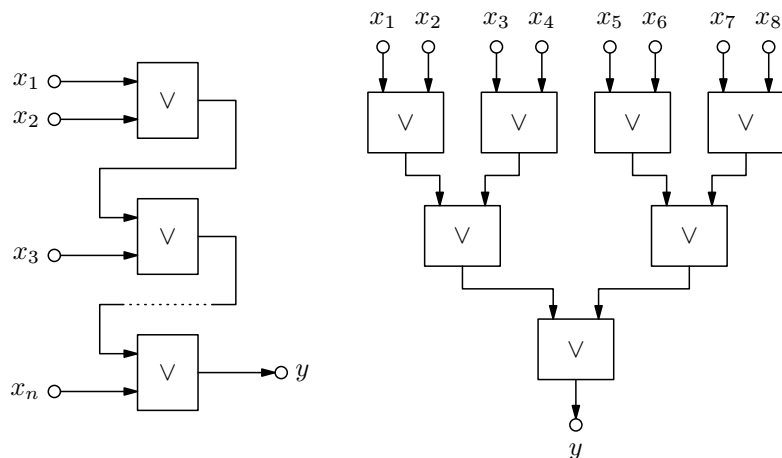 x₁
x₂
∨
x₃
∨
xₙ
∨
y
x₁ x₂ x₃ x₄ x₅ x₆ x₇ x₈
∨ ∨ ∨ ∨
∨ ∨
∨
y